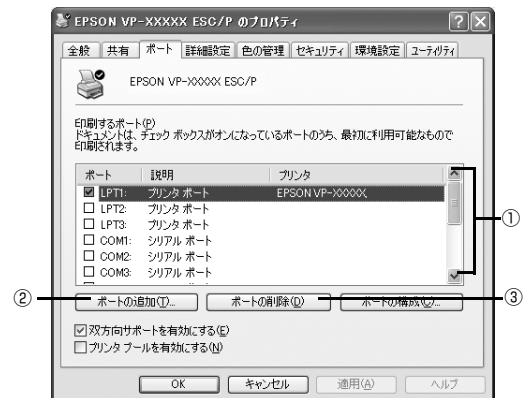 EPSON VP-XXXXX ESC/P のプロパティ
全般 共有 ポート 詳細設定 色の管理 セキュリティ 環境設定 ユーティリティ
EPSON VP-XXXXX ESC/P
印刷するポート(P)
ドキュメントは、チェック ボックスがオンになっているポートのうち、最初に利用可能なもので
印刷されます。
ポート 説明 プリンタ
LPT1: プリンタ ポート EPSON VP-XXXXX,
LPT2: プリンタ ポート
LPT3: プリンタ ポート
COM1: シリアル ポート
COM2: シリアル ポート
COM3: シリアル ポート
①
② ポートの追加(T)... ポートの削除(D) ポートの構成(C)... ③
双方向サポートを有効にする(E)
プリンタ プールを有効にする(N)
OK キャンセル 適用(A) ヘルプ